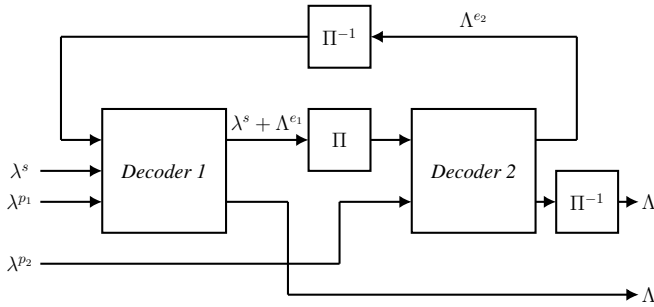 Π⁻¹
Λ^{e₂}
λ^s + Λ^{e₁}
Π
Decoder 1
Decoder 2
λ^s
λ^{p₁}
Π⁻¹
Λ
λ^{p₂}
Λ